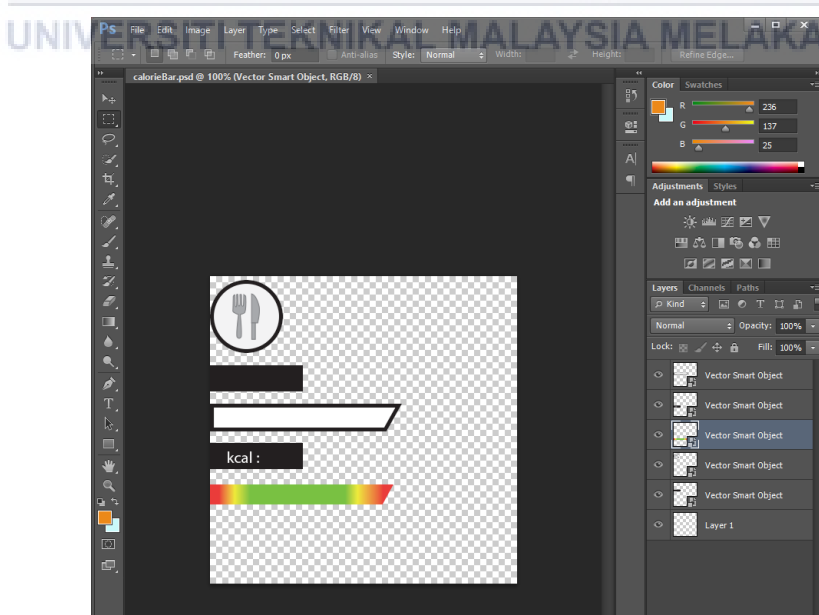 UNIVERSITI TEKNIKAL MALAYSIA MELAKA
Ps File Edit Image Layer Type Select Filter View Window Help
Feather: 0 px Anti-alias Style: Normal Width: Height: Refine Edge...
calorieBar.psd @ 100% (Vector Smart Object, RGB/8) ×
Color Swatches
R 236
G 137
B 25
Adjustments Styles
Add an adjustment
Layers Channels Paths
Kind
Normal Opacity: 100%
Lock: Fill: 100%
Vector Smart Object
Vector Smart Object
Vector Smart Object
Vector Smart Object
Vector Smart Object
Layer 1
kcal :